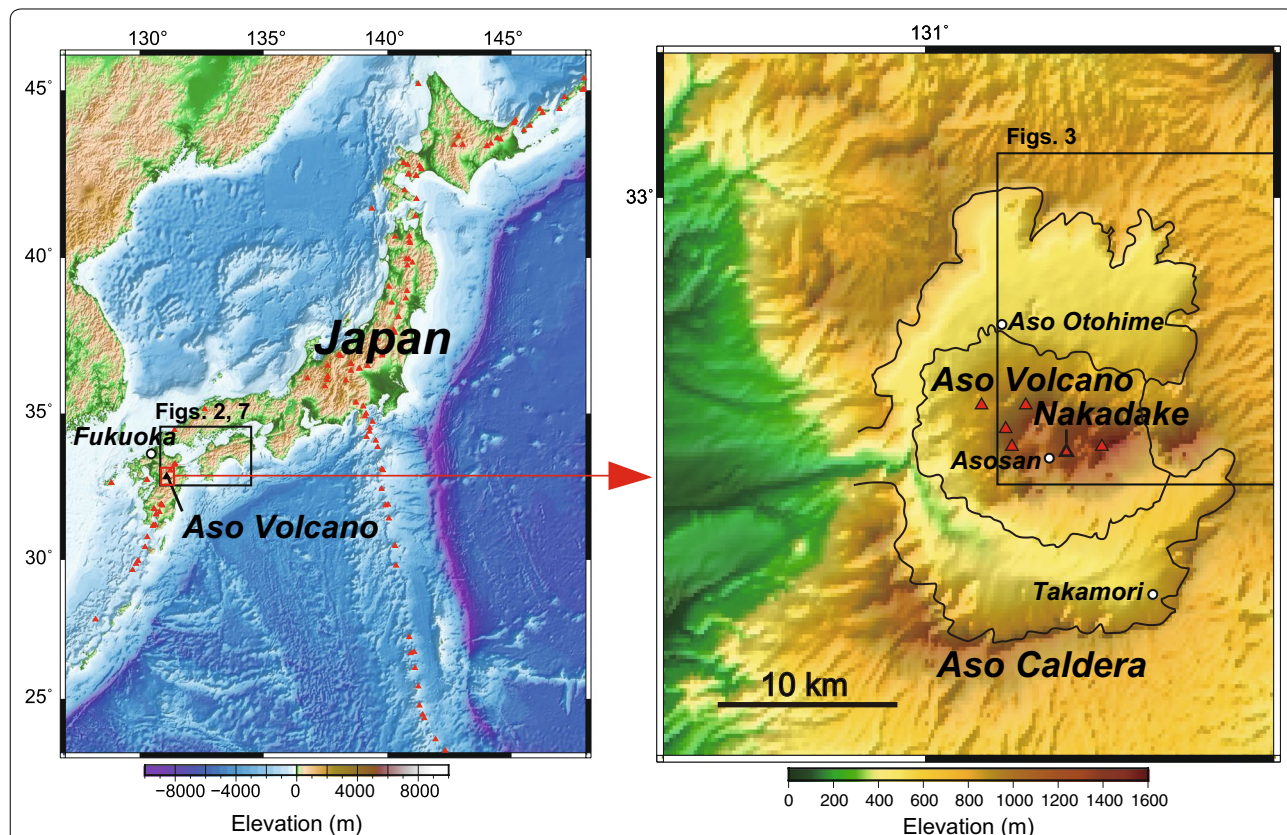 130° 135° 140° 145°
45°
40°
35°
30°
25°
Japan
Figs. 2, 7
Fukuoka
Aso Volcano
−8000 −4000 0 4000 8000
Elevation (m)
131°
33°
Figs. 3
Aso Otohime
Aso Volcano
Nakadake
Asosan
Takamori
Aso Caldera
10 km
0 200 400 600 800 1000 1200 1400 1600
Elevation (m)